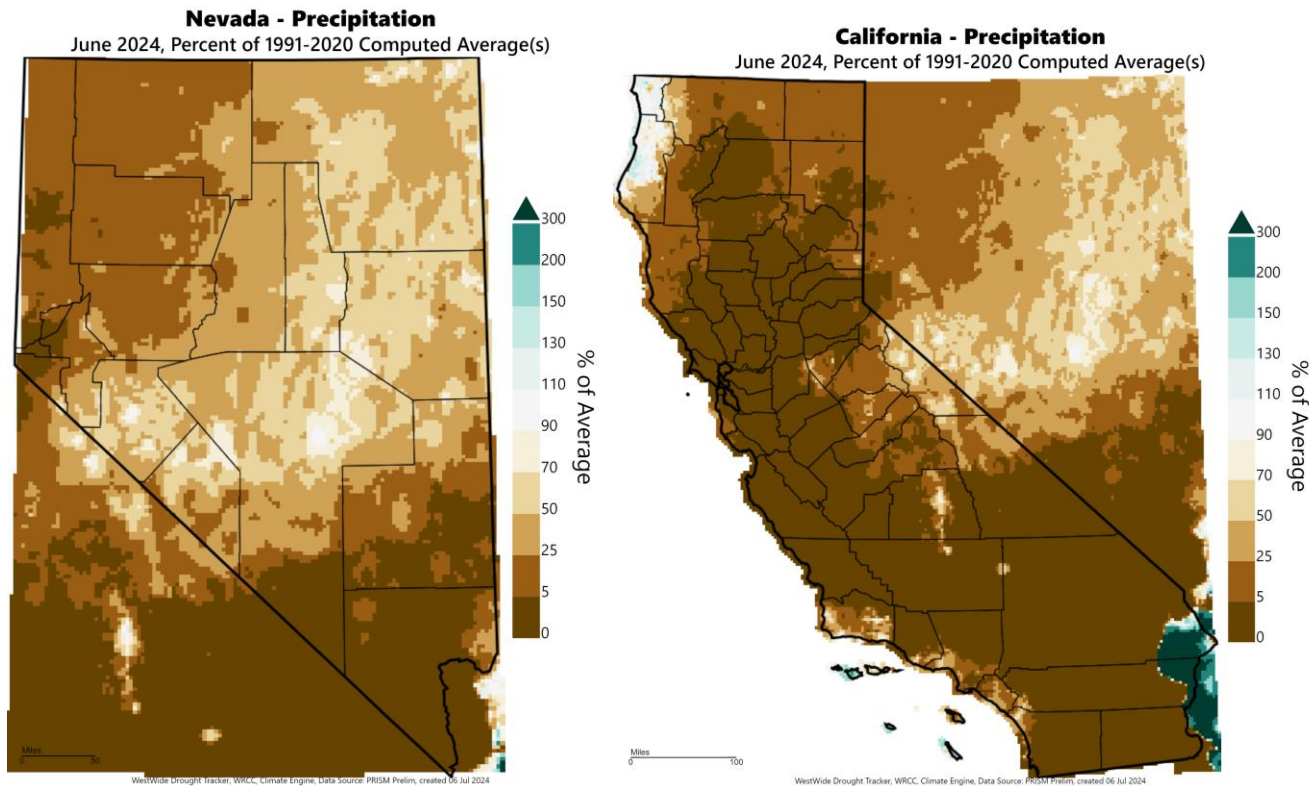 Nevada - Precipitation
June 2024, Percent of 1991-2020 Computed Average(s)
300
200
150
130
110
90
70
50
25
5
0
% of Average
Miles
0 50
WestWide Drought Tracker, WRCC, Climate Engine, Data Source: PRISM Prelim, created 06 Jul 2024
California - Precipitation
June 2024, Percent of 1991-2020 Computed Average(s)
300
200
150
130
110
90
70
50
25
5
0
% of Average
Miles
0 100
WestWide Drought Tracker, WRCC, Climate Engine, Data Source: PRISM Prelim, created 06 Jul 2024